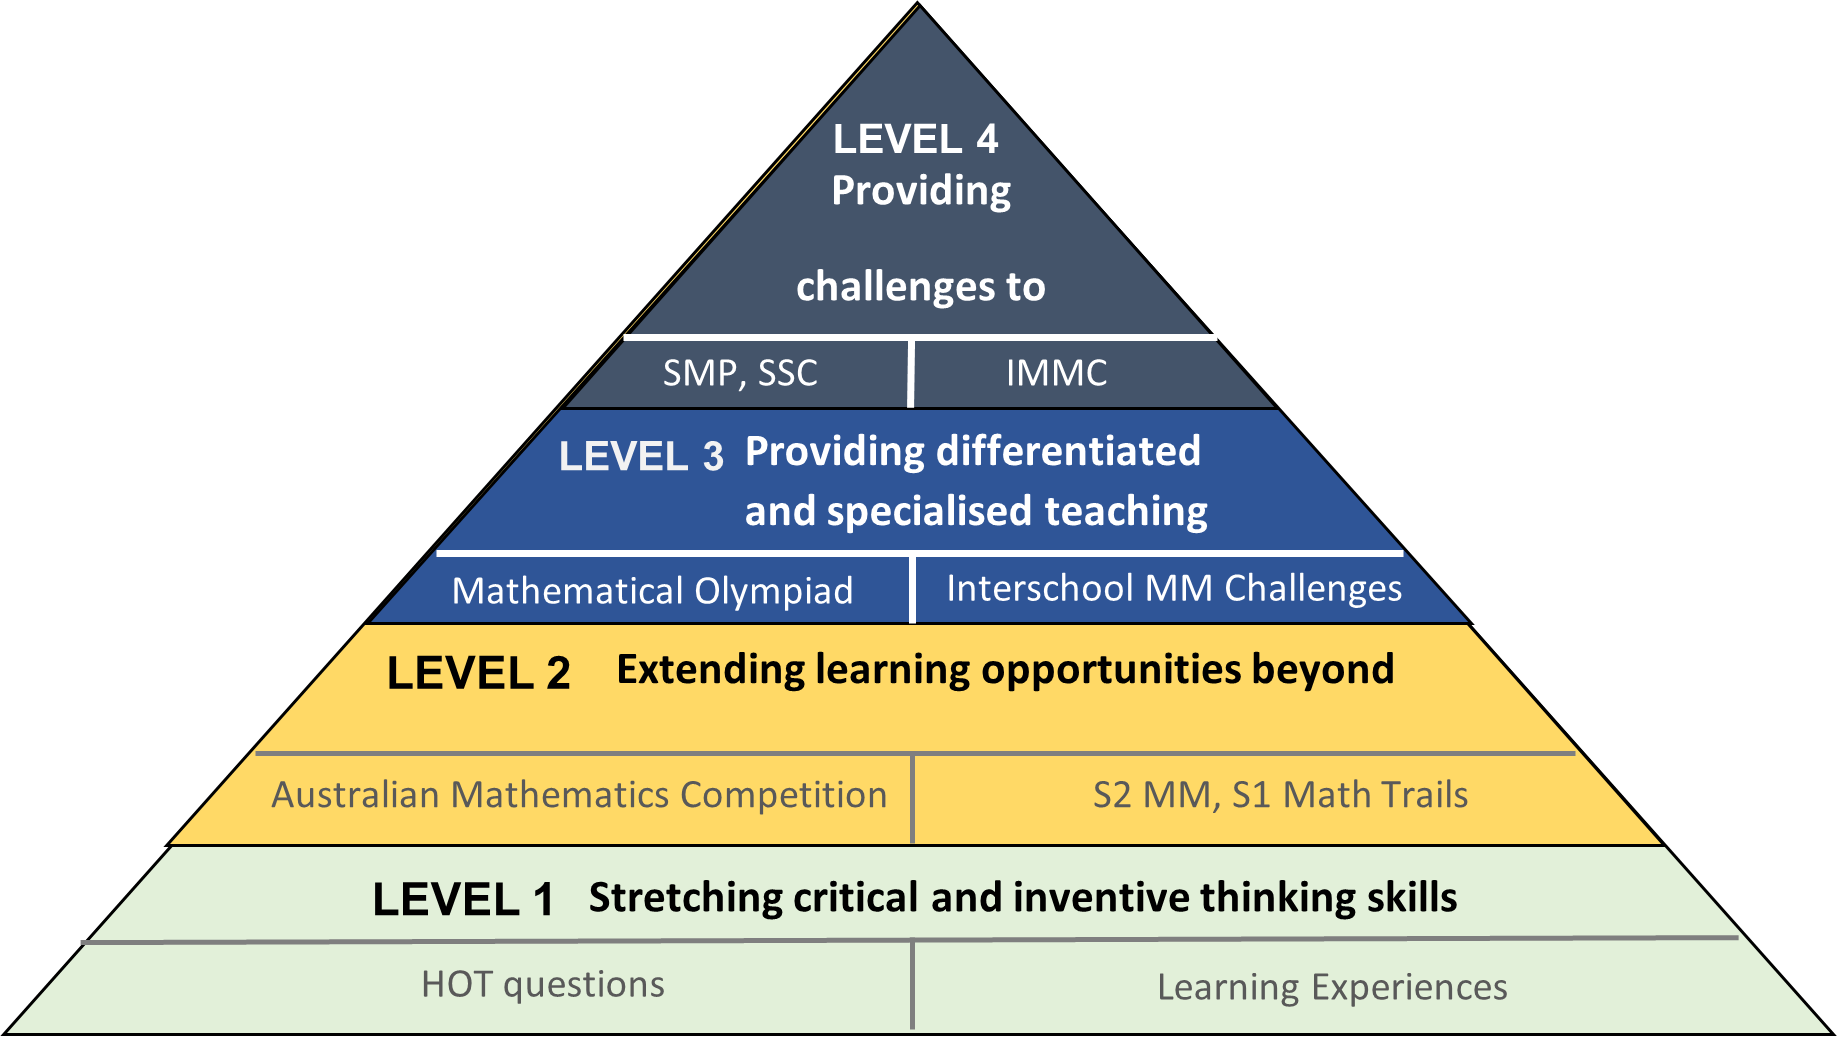 LEVEL 4
Providing
challenges to
SMP, SSC
IMMC
LEVEL 3 Providing differentiated
and specialised teaching
Mathematical Olympiad
Interschool MM Challenges
LEVEL 2 Extending learning opportunities beyond
Australian Mathematics Competition
S2 MM, S1 Math Trails
LEVEL 1 Stretching critical and inventive thinking skills
HOT questions
Learning Experiences